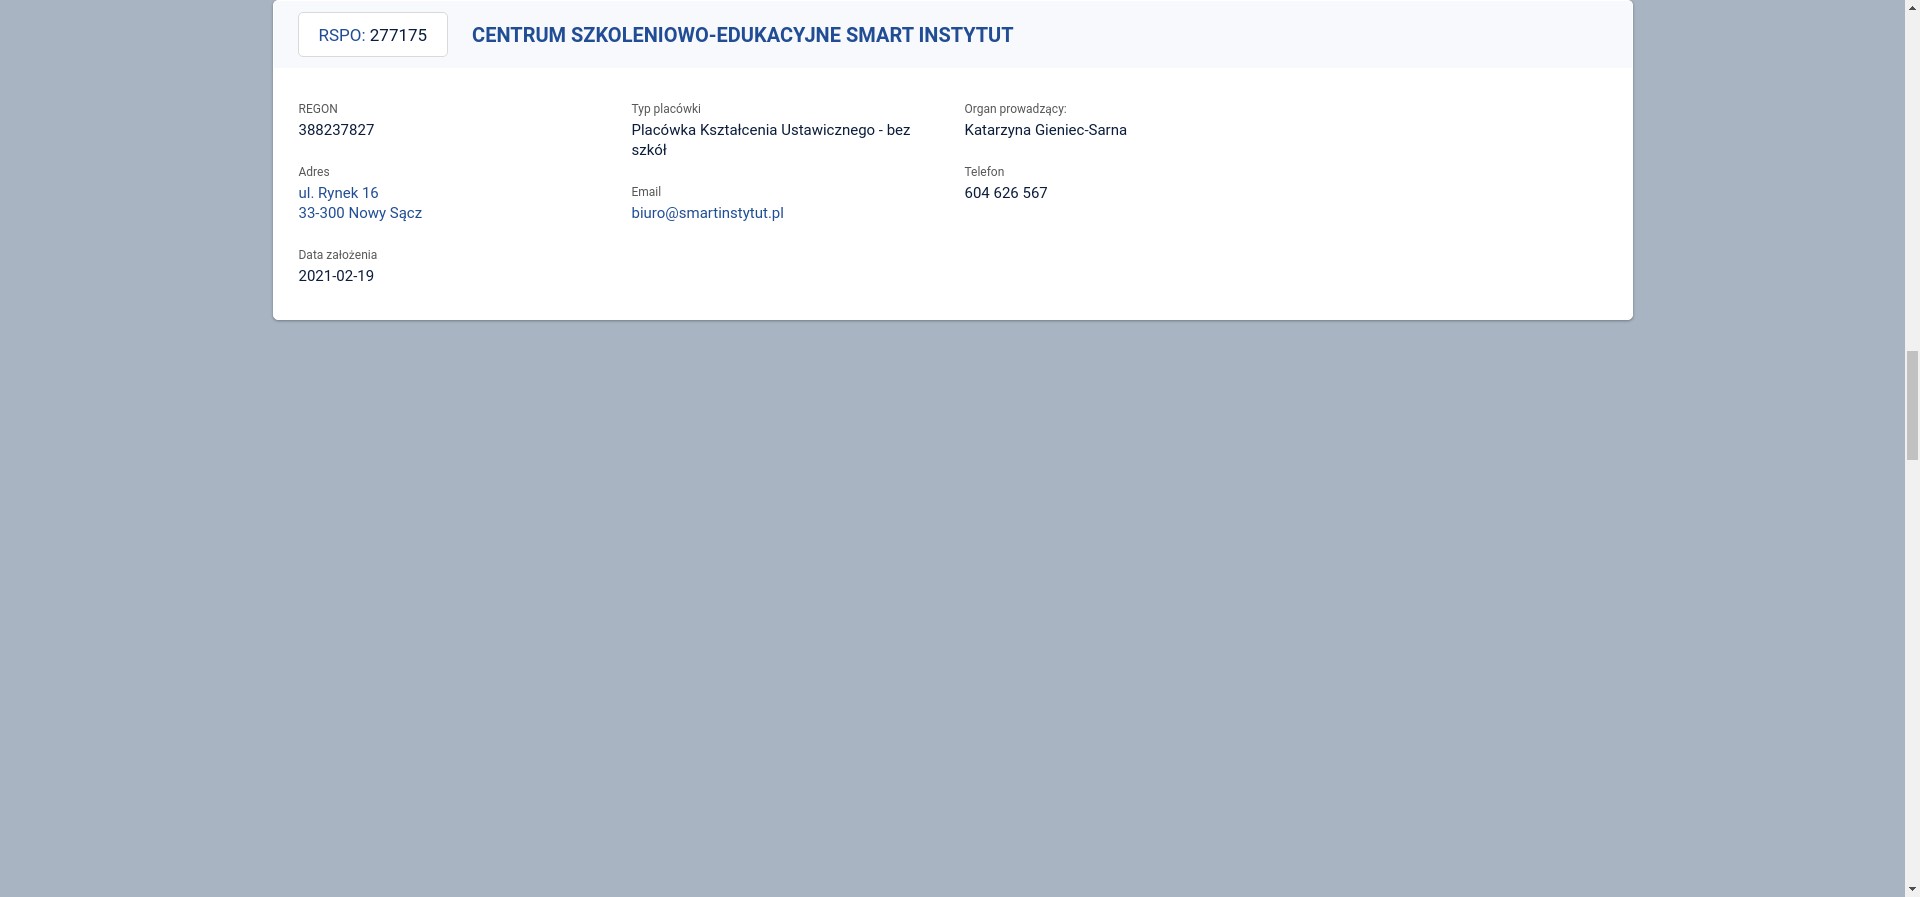 RSPO: 277175
CENTRUM SZKOLENIOWO-EDUKACYJNE SMART INSTYTUT
REGON
388237827
Adres
ul. Rynek 16
33-300 Nowy Sącz
Data założenia
2021-02-19
Typ placówki
Placówka Kształcenia Ustawicznego - bez
szkół
Email
biuro@smartinstytut.pl
Organ prowadzący:
Katarzyna Gieniec-Sarna
Telefon
604 626 567